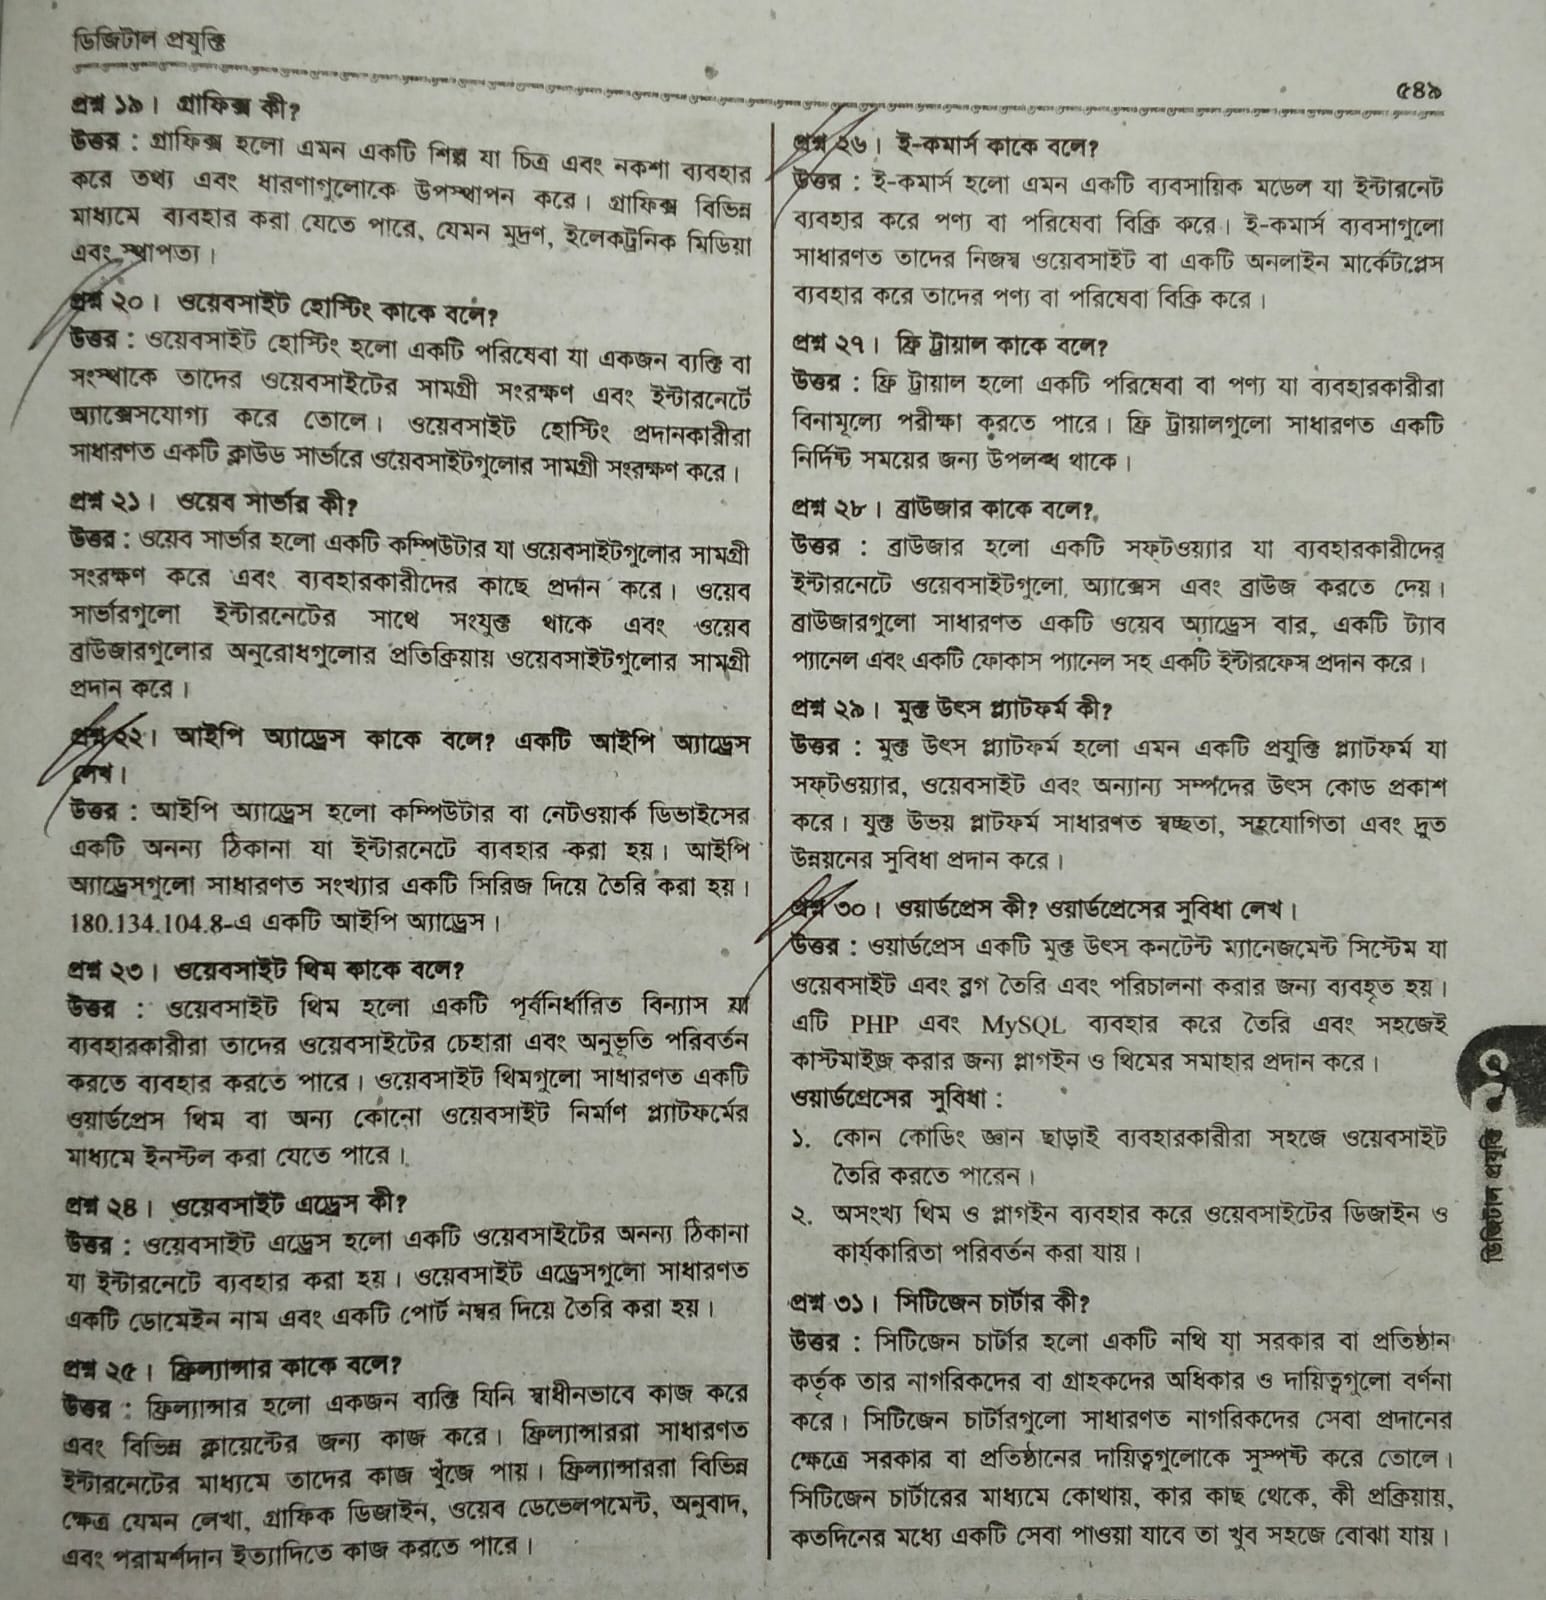 ডিজিটাল প্রযুক্তি
৫৪৯
প্রশ্ন ১৯। গ্রাফিক্স কী?
উত্তর : গ্রাফিক্স হলো এমন একটি শিল্প যা চিত্র এবং নকশা ব্যবহার
করে তথ্য এবং ধারণাগুলোকে উপস্থাপন করে। গ্রাফিক্স বিভিন্ন
মাধ্যমে ব্যবহার করা যেতে পারে, যেমন মুদ্রণ, ইলেকট্রনিক মিডিয়া
এবং স্থাপত্য।
প্রশ্ন ২০। ওয়েবসাইট হোস্টিং কাকে বলে?
উত্তর : ওয়েবসাইট হোস্টিং হলো একটি পরিষেবা যা একজন ব্যক্তি বা
সংস্থাকে তাদের ওয়েবসাইটের সামগ্রী সংরক্ষণ এবং ইন্টারনেটে
অ্যাক্সেসযোগ্য করে তোলে। ওয়েবসাইট হোস্টিং প্রদানকারীরা
সাধারণত একটি ক্লাউড সার্ভারে ওয়েবসাইটগুলোর সামগ্রী সংরক্ষণ করে।
প্রশ্ন ২১। ওয়েব সার্ভার কী?
উত্তর : ওয়েব সার্ভার হলো একটি কম্পিউটার যা ওয়েবসাইটগুলোর সামগ্রী
সংরক্ষণ করে এবং ব্যবহারকারীদের কাছে প্রদান করে। ওয়েব
সার্ভারগুলো ইন্টারনেটের সাথে সংযুক্ত থাকে এবং ওয়েব
ব্রাউজারগুলোর অনুরোধগুলোর প্রতিক্রিয়ায় ওয়েবসাইটগুলোর সামগ্রী
প্রদান করে।
প্রশ্ন ২২। আইপি অ্যাড্রেস কাকে বলে? একটি আইপি অ্যাড্রেস
লেখ।
উত্তর : আইপি অ্যাড্রেস হলো কম্পিউটার বা নেটওয়ার্ক ডিভাইসের
একটি অনন্য ঠিকানা যা ইন্টারনেটে ব্যবহার করা হয়। আইপি
অ্যাড্রেসগুলো সাধারণত সংখ্যার একটি সিরিজ দিয়ে তৈরি করা হয়।
180.134.104.8-এ একটি আইপি অ্যাড্রেস।
প্রশ্ন ২৩। ওয়েবসাইট থিম কাকে বলে?
উত্তর : ওয়েবসাইট থিম হলো একটি পূর্বনির্ধারিত বিন্যাস যা
ব্যবহারকারীরা তাদের ওয়েবসাইটের চেহারা এবং অনুভূতি পরিবর্তন
করতে ব্যবহার করতে পারে। ওয়েবসাইট থিমগুলো সাধারণত একটি
ওয়ার্ডপ্রেস থিম বা অন্য কোনো ওয়েবসাইট নির্মাণ প্ল্যাটফর্মের
মাধ্যমে ইনস্টল করা যেতে পারে।
প্রশ্ন ২৪। ওয়েবসাইট এড্রেস কী?
উত্তর : ওয়েবসাইট এড্রেস হলো একটি ওয়েবসাইটের অনন্য ঠিকানা
যা ইন্টারনেটে ব্যবহার করা হয়। ওয়েবসাইট এড্রেসগুলো সাধারণত
একটি ডোমেইন নাম এবং একটি পোর্ট নম্বর দিয়ে তৈরি করা হয়।
প্রশ্ন ২৫। ফ্রিল্যান্সার কাকে বলে?
উত্তর : ফ্রিল্যান্সার হলো একজন ব্যক্তি যিনি স্বাধীনভাবে কাজ করে
এবং বিভিন্ন ক্লায়েন্টের জন্য কাজ করে। ফ্রিল্যান্সাররা সাধারণত
ইন্টারনেটের মাধ্যমে তাদের কাজ খুঁজে পায়। ফ্রিল্যান্সাররা বিভিন্ন
ক্ষেত্র যেমন লেখা, গ্রাফিক ডিজাইন, ওয়েব ডেভেলপমেন্ট, অনুবাদ,
এবং পরামর্শদান ইত্যাদিতে কাজ করতে পারে।
প্রশ্ন ২৬। ই-কমার্স কাকে বলে?
উত্তর : ই-কমার্স হলো এমন একটি ব্যবসায়িক মডেল যা ইন্টারনেট
ব্যবহার করে পণ্য বা পরিষেবা বিক্রি করে। ই-কমার্স ব্যবসাগুলো
সাধারণত তাদের নিজস্ব ওয়েবসাইট বা একটি অনলাইন মার্কেটপ্লেস
ব্যবহার করে তাদের পণ্য বা পরিষেবা বিক্রি করে।
প্রশ্ন ২৭। ফ্রি ট্রায়াল কাকে বলে?
উত্তর : ফ্রি ট্রায়াল হলো একটি পরিষেবা বা পণ্য যা ব্যবহারকারীরা
বিনামূল্যে পরীক্ষা করতে পারে। ফ্রি ট্রায়ালগুলো সাধারণত একটি
নির্দিষ্ট সময়ের জন্য উপলব্ধ থাকে।
প্রশ্ন ২৮। ব্রাউজার কাকে বলে?
উত্তর : ব্রাউজার হলো একটি সফ্‌টওয়্যার যা ব্যবহারকারীদের
ইন্টারনেটে ওয়েবসাইটগুলো অ্যাক্সেস এবং ব্রাউজ করতে দেয়।
ব্রাউজারগুলো সাধারণত একটি ওয়েব অ্যাড্রেস বার, একটি ট্যাব
প্যানেল এবং একটি ফোকাস প্যানেল সহ একটি ইন্টারফেস প্রদান করে।
প্রশ্ন ২৯। মুক্ত উৎস প্ল্যাটফর্ম কী?
উত্তর : মুক্ত উৎস প্ল্যাটফর্ম হলো এমন একটি প্রযুক্তি প্ল্যাটফর্ম যা
সফ্‌টওয়্যার, ওয়েবসাইট এবং অন্যান্য সম্পদের উৎস কোড প্রকাশ
করে। যুক্ত উভয় প্লাটফর্ম সাধারণত স্বচ্ছতা, সহযোগিতা এবং দ্রুত
উন্নয়নের সুবিধা প্রদান করে।
প্রশ্ন ৩০। ওয়ার্ডপ্রেস কী? ওয়ার্ডপ্রেসের সুবিধা লেখ।
উত্তর : ওয়ার্ডপ্রেস একটি মুক্ত উৎস কনটেন্ট ম্যানেজমেন্ট সিস্টেম যা
ওয়েবসাইট এবং ব্লগ তৈরি এবং পরিচালনা করার জন্য ব্যবহৃত হয়।
এটি PHP এবং MySQL ব্যবহার করে তৈরি এবং সহজেই
কাস্টমাইজ করার জন্য প্লাগইন ও থিমের সমাহার প্রদান করে।
ওয়ার্ডপ্রেসের সুবিধা :
১. কোন কোডিং জ্ঞান ছাড়াই ব্যবহারকারীরা সহজে ওয়েবসাইট
তৈরি করতে পারেন।
২. অসংখ্য থিম ও প্লাগইন ব্যবহার করে ওয়েবসাইটের ডিজাইন ও
কার্যকারিতা পরিবর্তন করা যায়।
প্রশ্ন ৩১। সিটিজেন চার্টার কী?
উত্তর : সিটিজেন চার্টার হলো একটি নথি যা সরকার বা প্রতিষ্ঠান
কর্তৃক তার নাগরিকদের বা গ্রাহকদের অধিকার ও দায়িত্বগুলো বর্ণনা
করে। সিটিজেন চার্টারগুলো সাধারণত নাগরিকদের সেবা প্রদানের
ক্ষেত্রে সরকার বা প্রতিষ্ঠানের দায়িত্বগুলোকে সুস্পষ্ট করে তোলে।
সিটিজেন চার্টারের মাধ্যমে কোথায়, কার কাছ থেকে, কী প্রক্রিয়ায়,
কতদিনের মধ্যে একটি সেবা পাওয়া যাবে তা খুব সহজে বোঝা যায়।
ডিজিটাল প্রযুক্তি